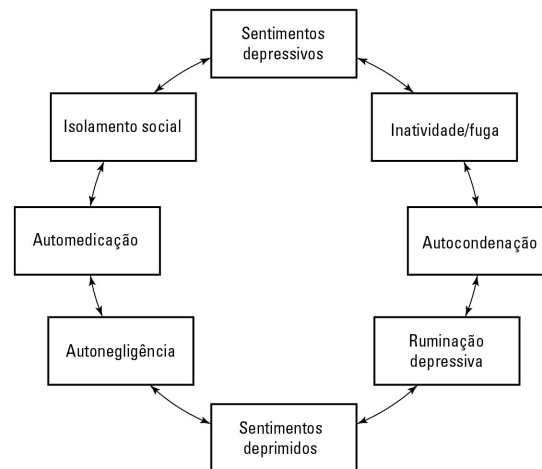 Sentimentos
depressivos
Isolamento social
Inatividade/fuga
Automedicação
Autocondenação
Autonegligência
Ruminação
depressiva
Sentimentos
deprimidos